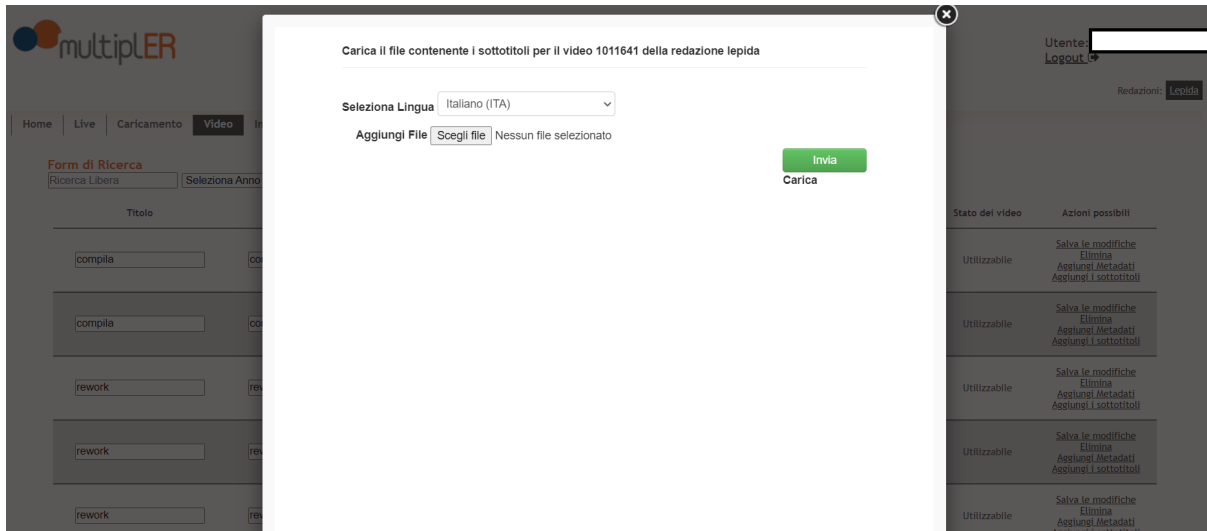 multiplER
Utente:
Logout
Redazioni: Lepida
Home Live Caricamento Video
Carica il file contenente i sottotitoli per il video 1011641 della redazione lepida
Seleziona Lingua Italiano (ITA)
Aggiungi File Scegli file Nessun file selezionato
Invia
Carica
Form di Ricerca
Ricerca Libera Seleziona Anno
Titolo Stato del video Azioni possibili
compila Utilizzabile
Salva le modifiche
Elimina
Aggiungi Metadati
Aggiungi i sottotitoli
compila Utilizzabile
Salva le modifiche
Elimina
Aggiungi Metadati
Aggiungi i sottotitoli
rework Utilizzabile
Salva le modifiche
Elimina
Aggiungi Metadati
Aggiungi i sottotitoli
rework Utilizzabile
Salva le modifiche
Elimina
Aggiungi Metadati
Aggiungi i sottotitoli
rework Utilizzabile
Salva le modifiche
Elimina
Aggiungi Metadati